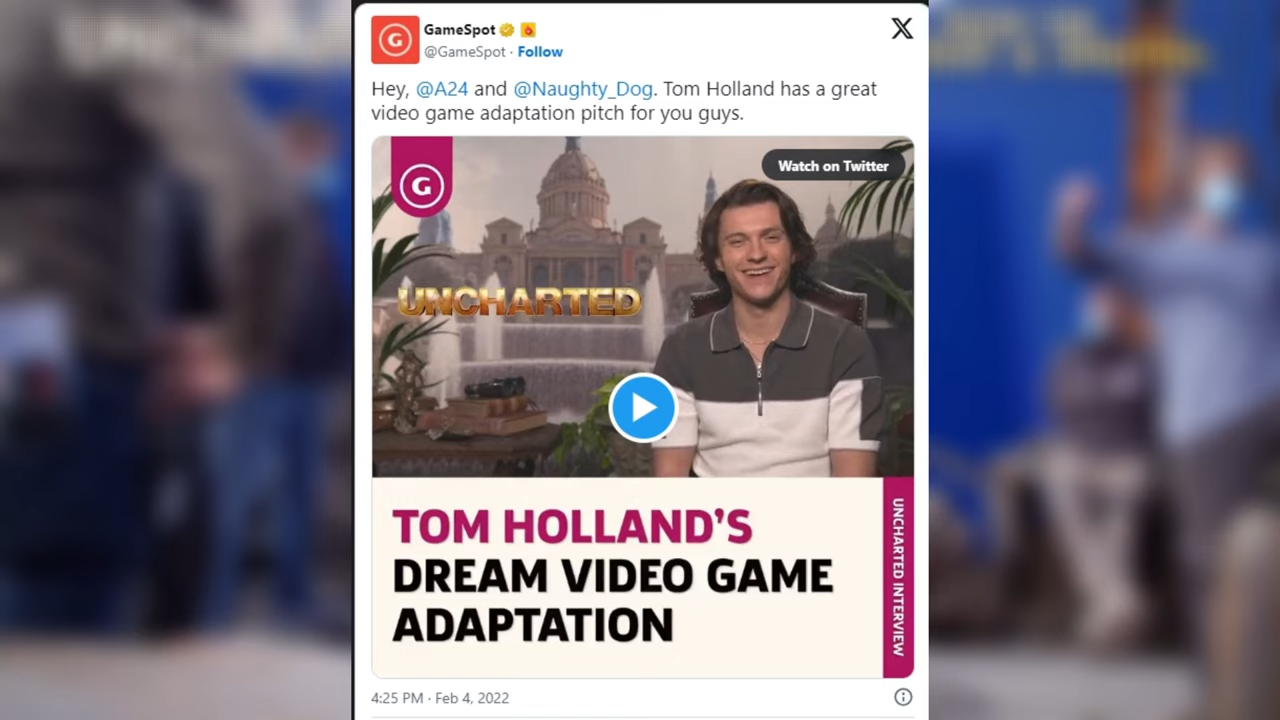 GameSpot
@GameSpot · Follow
Hey, @A24 and @Naughty_Dog. Tom Holland has a great
video game adaptation pitch for you guys.
G
G
Watch on Twitter
UNCHARTED
TOM HOLLAND'S
DREAM VIDEO GAME
ADAPTATION
UNCHARTED INTERVIEW
4:25 PM · Feb 4, 2022